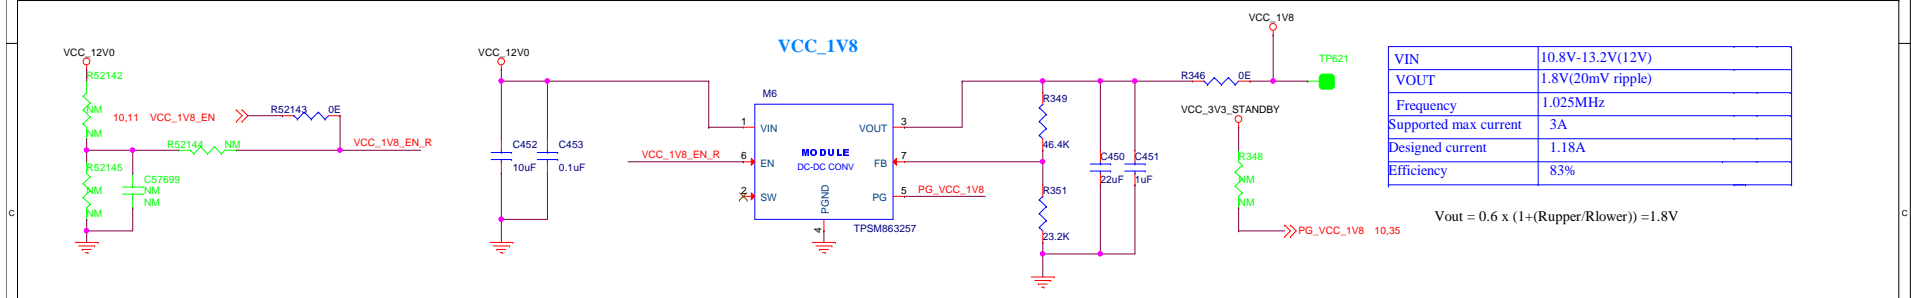 VCC_1V8
VCC_12V0
R52142
NM
NM
10,11 VCC_1V8_EN
R52143 0E
R52144 NM
VCC_1V8_EN_R
R52145
NM
NM
C57699
NM
NM
VCC_12V0
C452
10uF
C453
0.1uF
VCC_1V8_EN_R
M6
1 VIN
6 EN
2 SW
MODULE
DC-DC CONV
PGND
4
VOUT 3
FB 7
PG 5
PG_VCC_1V8
TPSM863257
R349
46.4K
R351
23.2K
C450
22uF
C451
1uF
R346 0E
VCC_1V8
TP621
VCC_3V3_STANDBY
R348
NM
NM
PG_VCC_1V8 10,35
VIN 10.8V-13.2V(12V)
VOUT 1.8V(20mV ripple)
Frequency 1.025MHz
Supported max current 3A
Designed current 1.18A
Efficiency 83%
Vout = 0.6 x (1+(Rupper/Rlower)) =1.8V
C
C